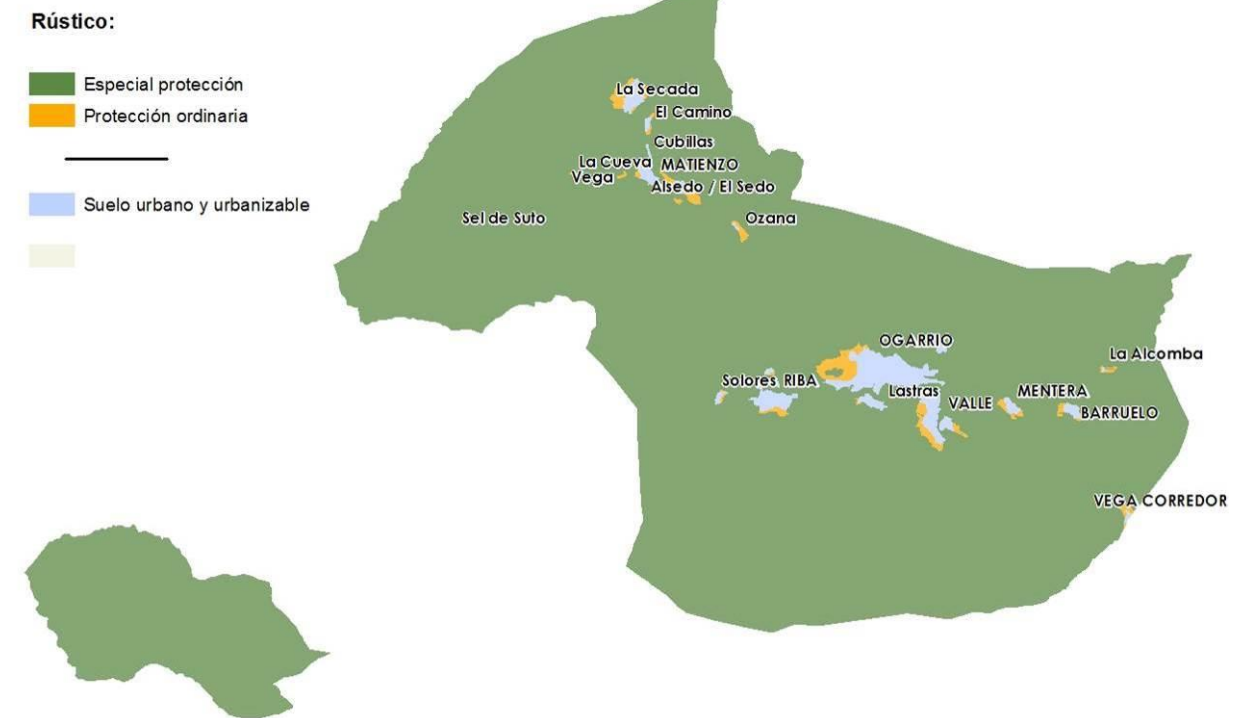 Rústico:
Especial protección
Protección ordinaria
Suelo urbano y urbanizable
La Secada
El Camino
Cubillas
La Cueva
MATIENZO
Vega
Alsedo / El Sedo
Sel de Suto
Ozana
OGARRIO
La Alcomba
Solores
RIBA
Lastras
VALLE
MENTERA
BARRUELO
VEGA CORREDOR